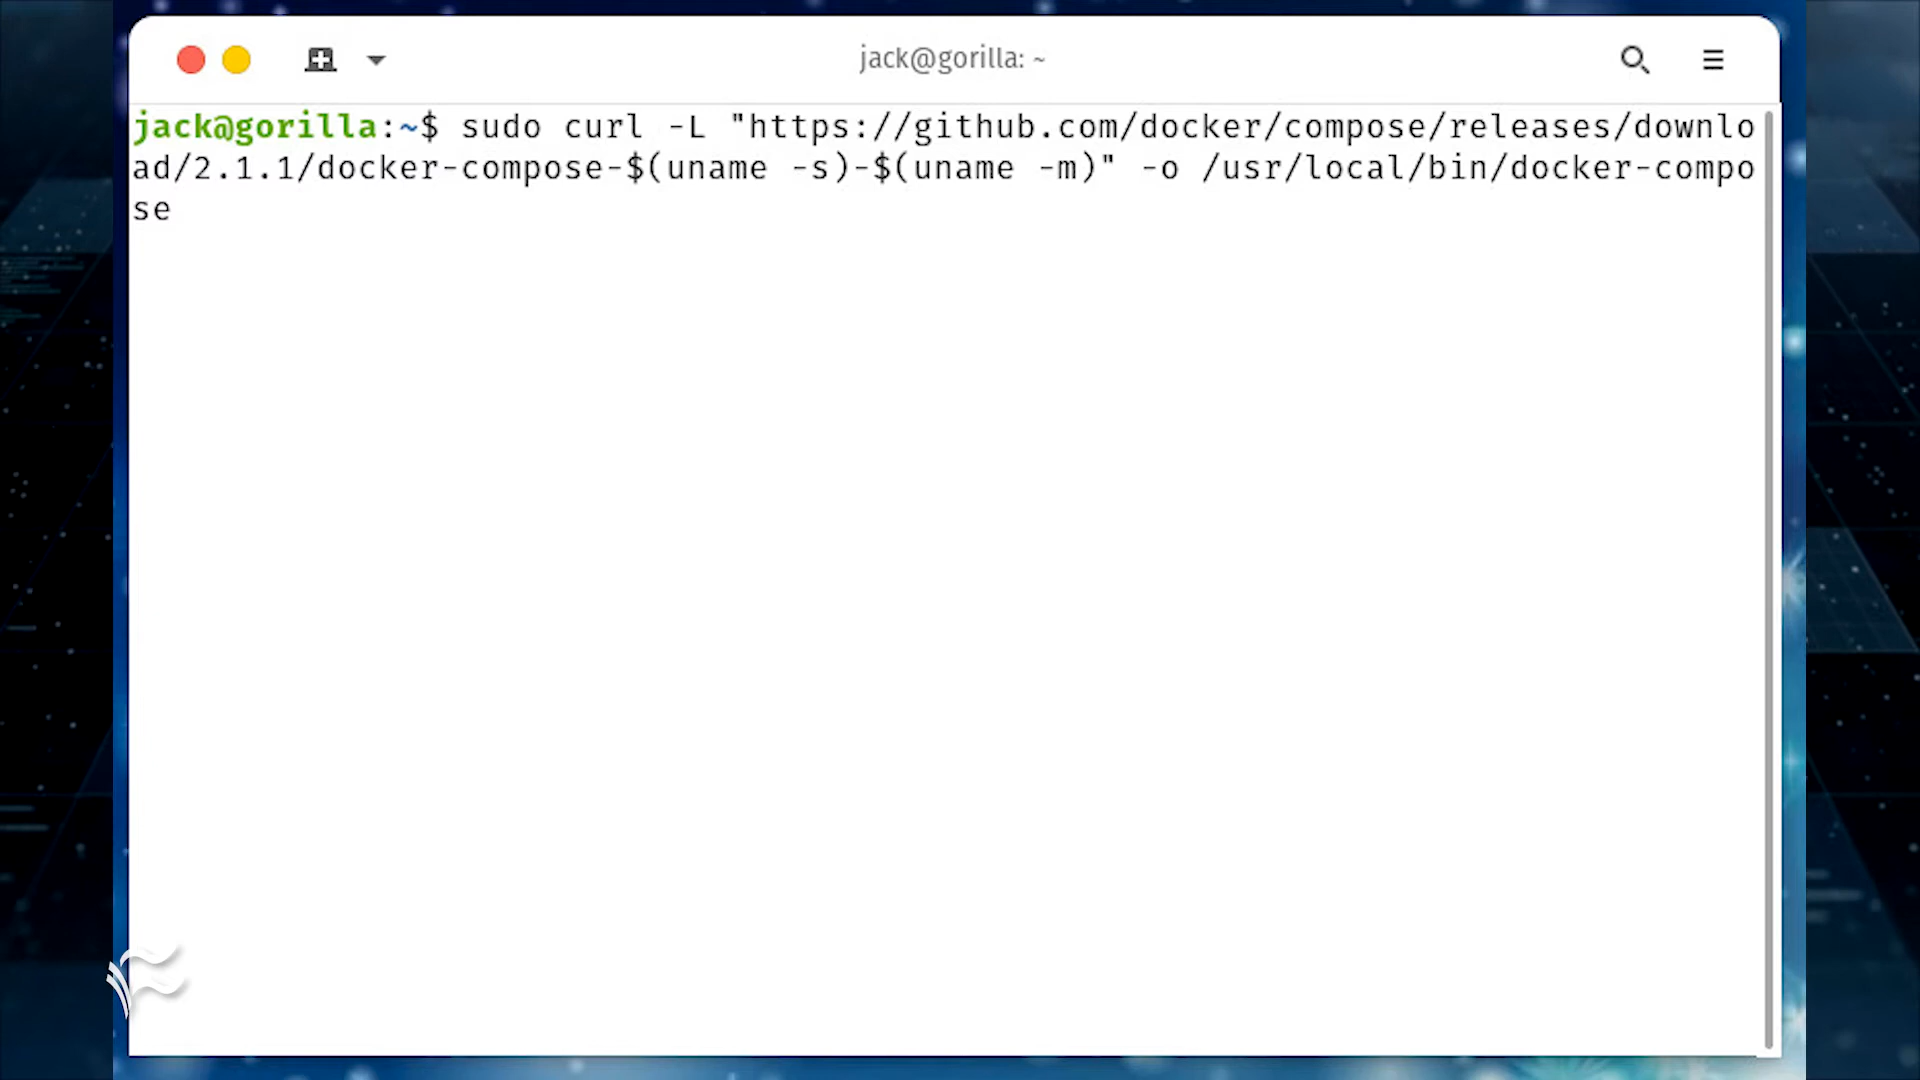 jack@gorilla: ~
jack@gorilla:~$ sudo curl -L "https://github.com/docker/compose/releases/downlo
ad/2.1.1/docker-compose-$(uname -s)-$(uname -m)" -o /usr/local/bin/docker-compo
se